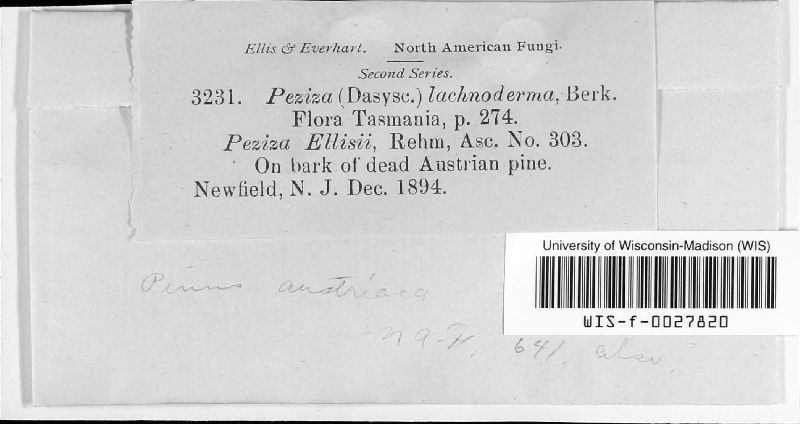 Ellis & Everhart. North American Fungi.
Second Series.
3231. Peziza (Dasysc.) lachnoderma, Berk.
Flora Tasmania, p. 274.
Peziza Ellisii, Rehm, Asc. No. 303.
On bark of dead Austrian pine.
Newfield, N. J. Dec. 1894.
University of Wisconsin-Madison (WIS)
WIS-f-0027820
Pinus austriaca
N A F, 641. also,